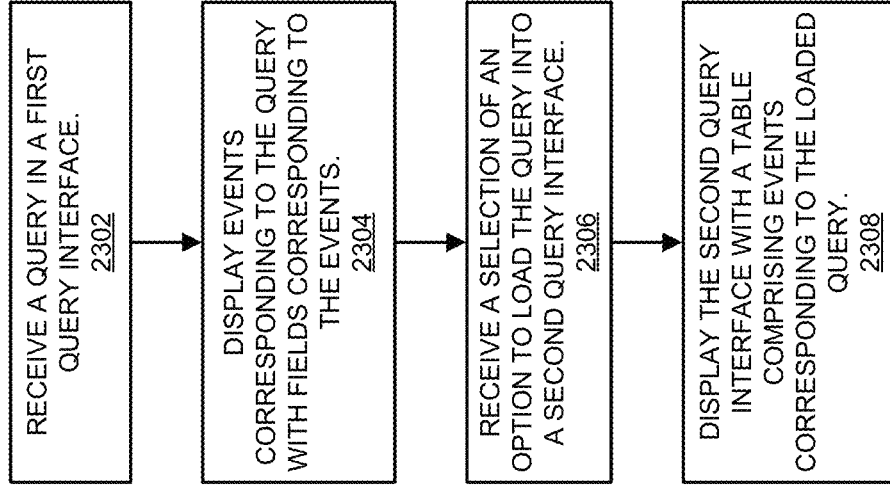 RECEIVE A QUERY IN A FIRST
QUERY INTERFACE.
2302
DISPLAY EVENTS
CORRESPONDING TO THE QUERY
WITH FIELDS CORRESPONDING TO
THE EVENTS.
2304
RECEIVE A SELECTION OF AN
OPTION TO LOAD THE QUERY INTO
A SECOND QUERY INTERFACE.
2306
DISPLAY THE SECOND QUERY
INTERFACE WITH A TABLE
COMPRISING EVENTS
CORRESPONDING TO THE LOADED
QUERY.
2308